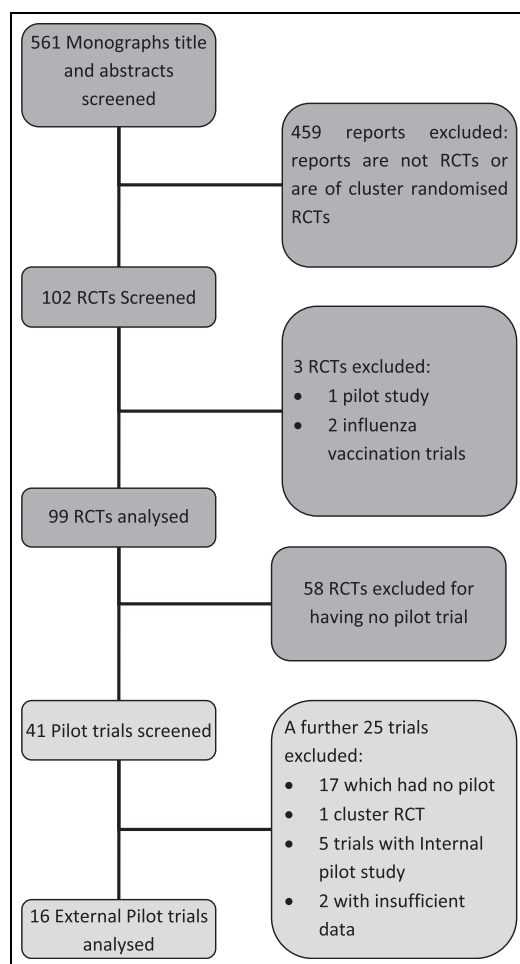 561 Monographs title
and abstracts
screened
459 reports excluded:
reports are not RCTs or
are of cluster randomised
RCTs
102 RCTs Screened
3 RCTs excluded:
• 1 pilot study
• 2 influenza
vaccination trials
99 RCTs analysed
58 RCTs excluded for
having no pilot trial
41 Pilot trials screened
A further 25 trials
excluded:
• 17 which had no pilot
• 1 cluster RCT
• 5 trials with Internal
pilot study
• 2 with insufficient
data
16 External Pilot trials
analysed